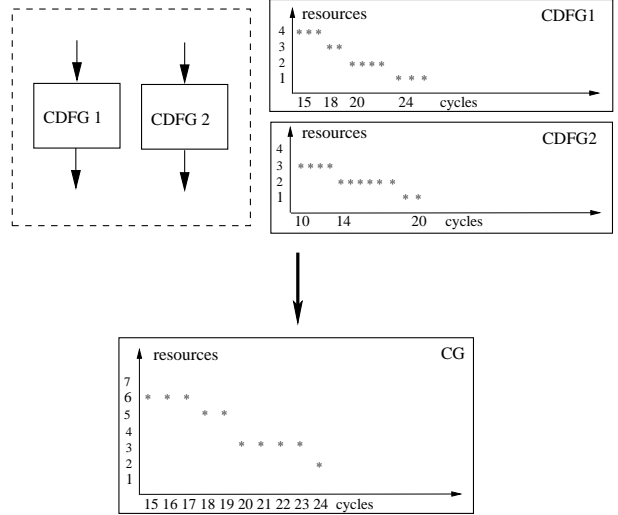 CDFG 1
CDFG 2
resources
CDFG1
4
3
2
1
15 18 20 24 cycles
resources
CDFG2
4
3
2
1
10 14 20 cycles
resources
CG
7
6
5
4
3
2
1
15 16 17 18 19 20 21 22 23 24 cycles